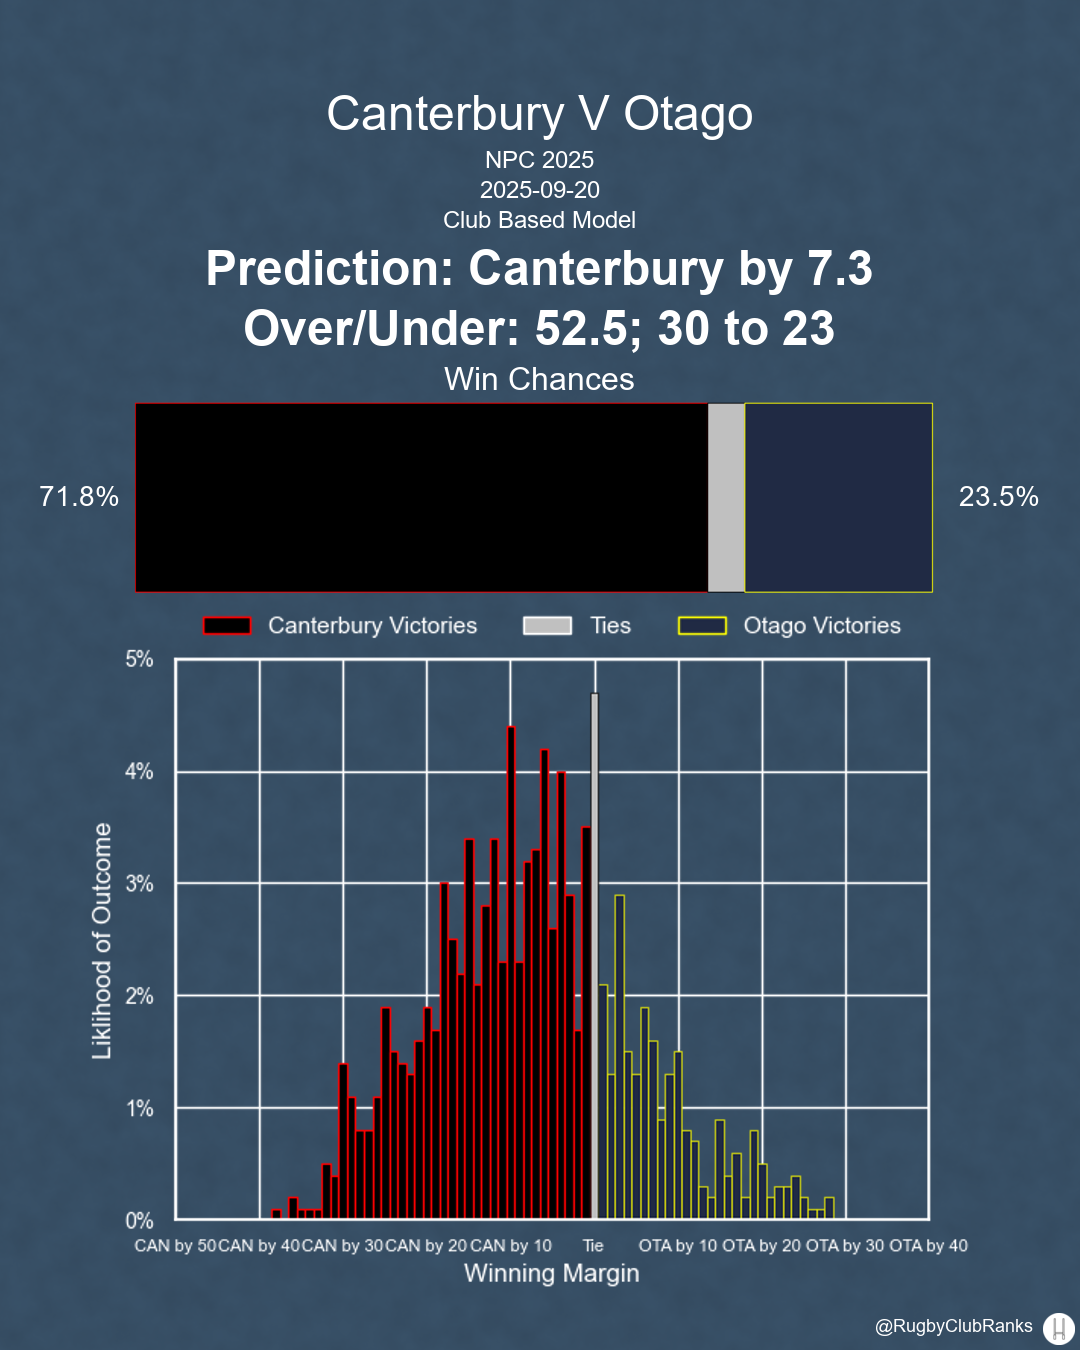 Canterbury V Otago
NPC 2025
2025-09-20
Club Based Model
Prediction: Canterbury by 7.3
Over/Under: 52.5; 30 to 23
Win Chances
71.8%
23.5%
Canterbury Victories
Ties
Otago Victories
5%
4%
3%
2%
1%
0%
Liklihood of Outcome
CAN by 50 CAN by 40 CAN by 30 CAN by 20 CAN by 10 Tie OTA by 10 OTA by 20 OTA by 30 OTA by 40
Winning Margin
@RugbyClubRanks